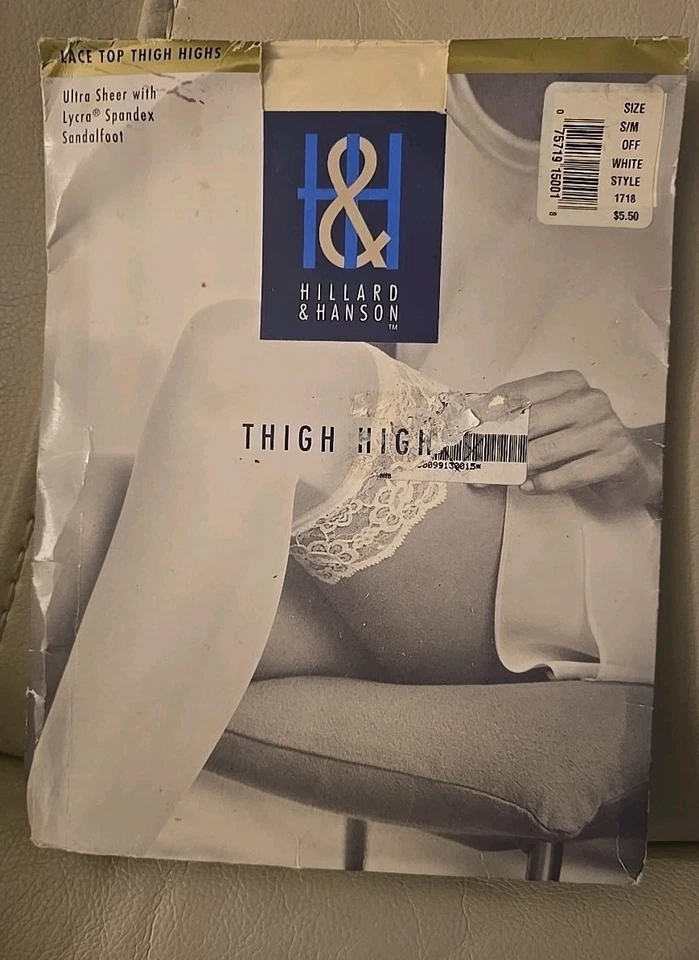 LACE TOP THIGH HIGHS
Ultra Sheer with
Lycra® Spandex
Sandalfoot
H&H
HILLARD
&HANSON
TM
SIZE
S/M
OFF
WHITE
STYLE
1718
$5.50
0 75719 15001 8
THIGH HIGH